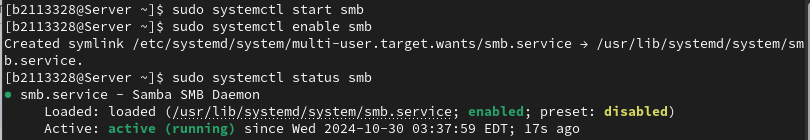 [b2113328@Server ~]$ sudo systemctl start smb
[b2113328@Server ~]$ sudo systemctl enable smb
Created symlink /etc/systemd/system/multi-user.target.wants/smb.service → /usr/lib/systemd/system/sm
b.service.
[b2113328@Server ~]$ sudo systemctl status smb
● smb.service - Samba SMB Daemon
     Loaded: loaded (/usr/lib/systemd/system/smb.service; enabled; preset: disabled)
     Active: active (running) since Wed 2024-10-30 03:37:59 EDT; 17s ago